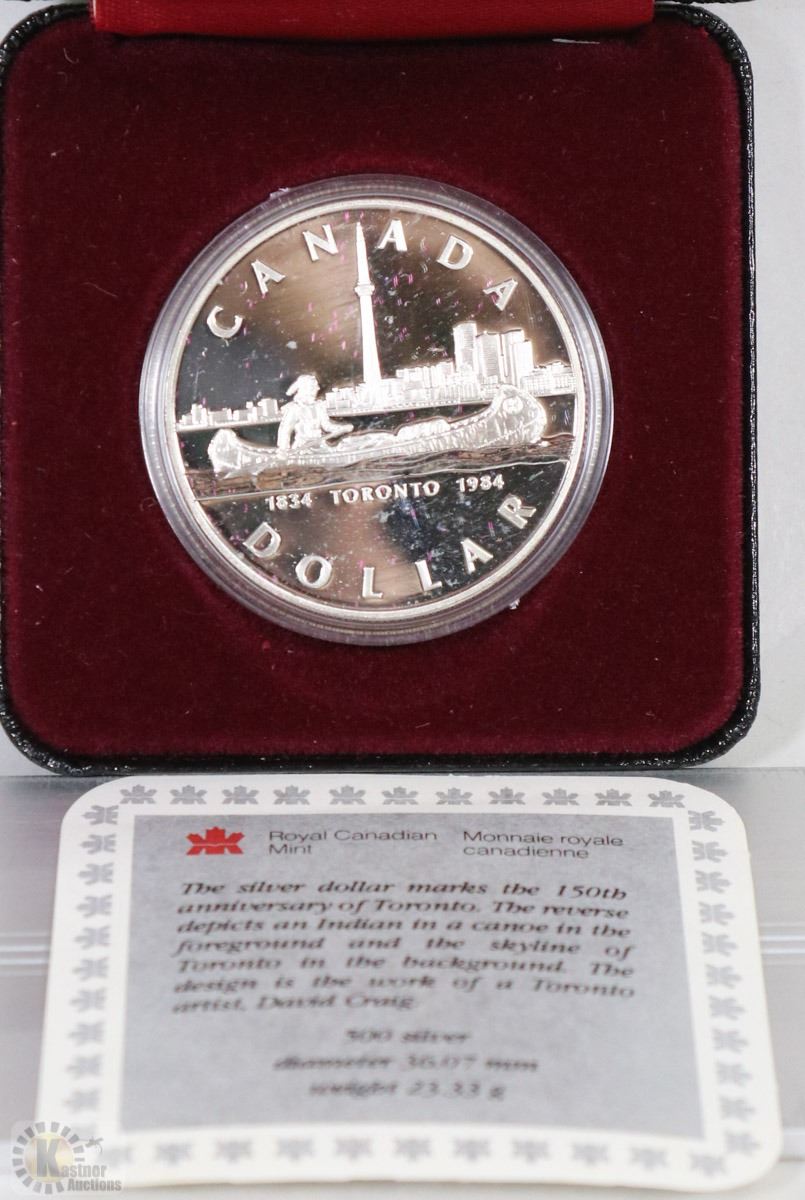 CANADA
1834 TORONTO 1984
DOLLAR
Royal Canadian Mint
Monnaie royale canadienne
The silver dollar marks the 150th
anniversary of Toronto. The reverse
depicts an Indian in a canoe in the
foreground and the skyline of
Toronto in the background. The
design is the work of a Toronto
artist, David Craig.
500 silver
diameter 36.07 mm
weight 23.33 g
Kastner
Auctions